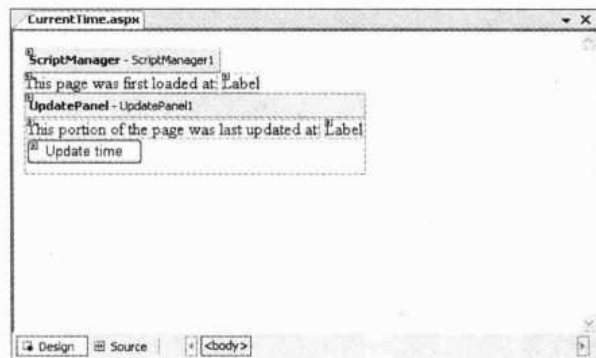 CurrentTime.aspx
ScriptManager - ScriptManager1
This page was first loaded at: Label
UpdatePanel - UpdatePanel1
This portion of the page was last updated at: Label
Update time
Design Source <body>